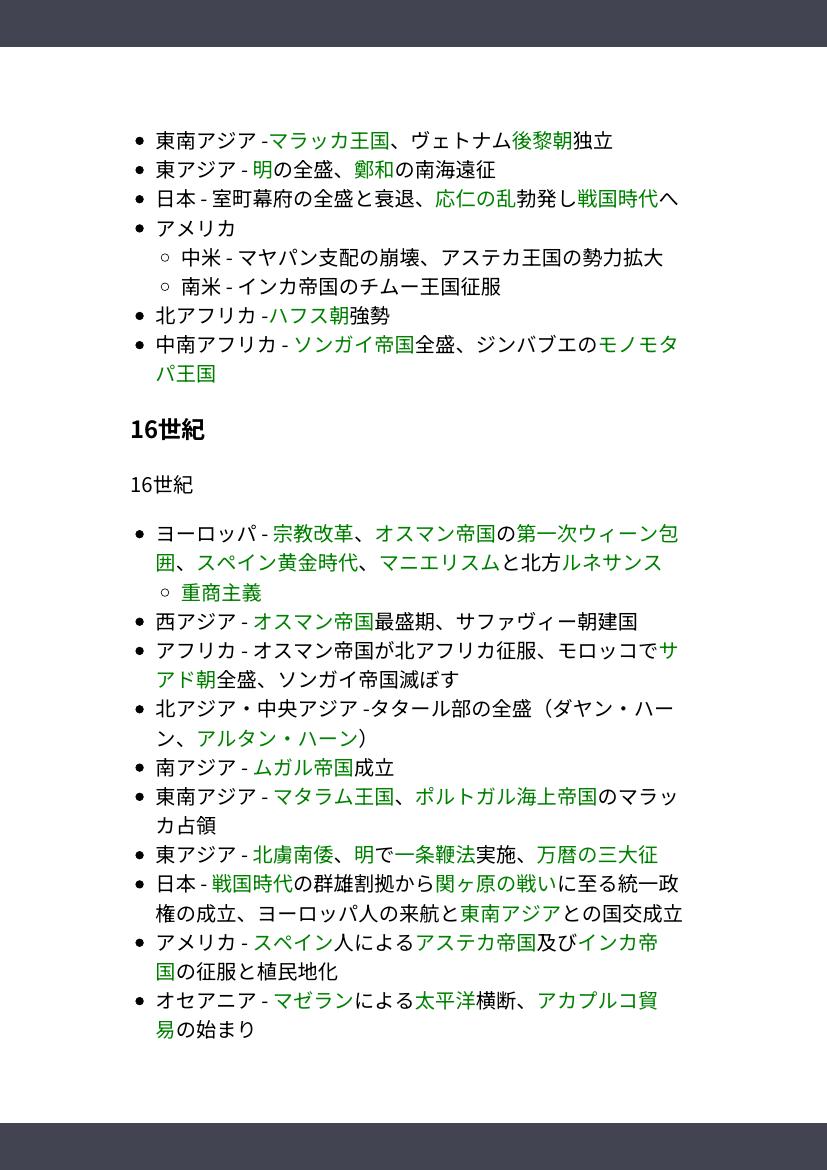 東南アジア -マラッカ王国、ヴェトナム後黎朝独立
東アジア - 明の全盛、鄭和の南海遠征
日本 - 室町幕府の全盛と衰退、応仁の乱勃発し戦国時代へ
アメリカ
中米 - マヤパン支配の崩壊、アステカ王国の勢力拡大
南米 - インカ帝国のチムー王国征服
北アフリカ -ハフス朝強勢
中南アフリカ - ソンガイ帝国全盛、ジンバブエのモノモタ
パ王国
16世紀
16世紀
ヨーロッパ - 宗教改革、オスマン帝国の第一次ウィーン包
囲、スペイン黄金時代、マニエリスムと北方ルネサンス
重商主義
西アジア - オスマン帝国最盛期、サファヴィー朝建国
アフリカ - オスマン帝国が北アフリカ征服、モロッコでサ
アド朝全盛、ソンガイ帝国滅ぼす
北アジア・中央アジア -タタール部の全盛（ダヤン・ハー
ン、アルタン・ハーン）
南アジア - ムガル帝国成立
東南アジア - マタラム王国、ポルトガル海上帝国のマラッ
カ占領
東アジア - 北虜南倭、明で一条鞭法実施、万暦の三大征
日本 - 戦国時代の群雄割拠から関ヶ原の戦いに至る統一政
権の成立、ヨーロッパ人の来航と東南アジアとの国交成立
アメリカ - スペイン人によるアステカ帝国及びインカ帝
国の征服と植民地化
オセアニア - マゼランによる太平洋横断、アカプルコ貿
易の始まり